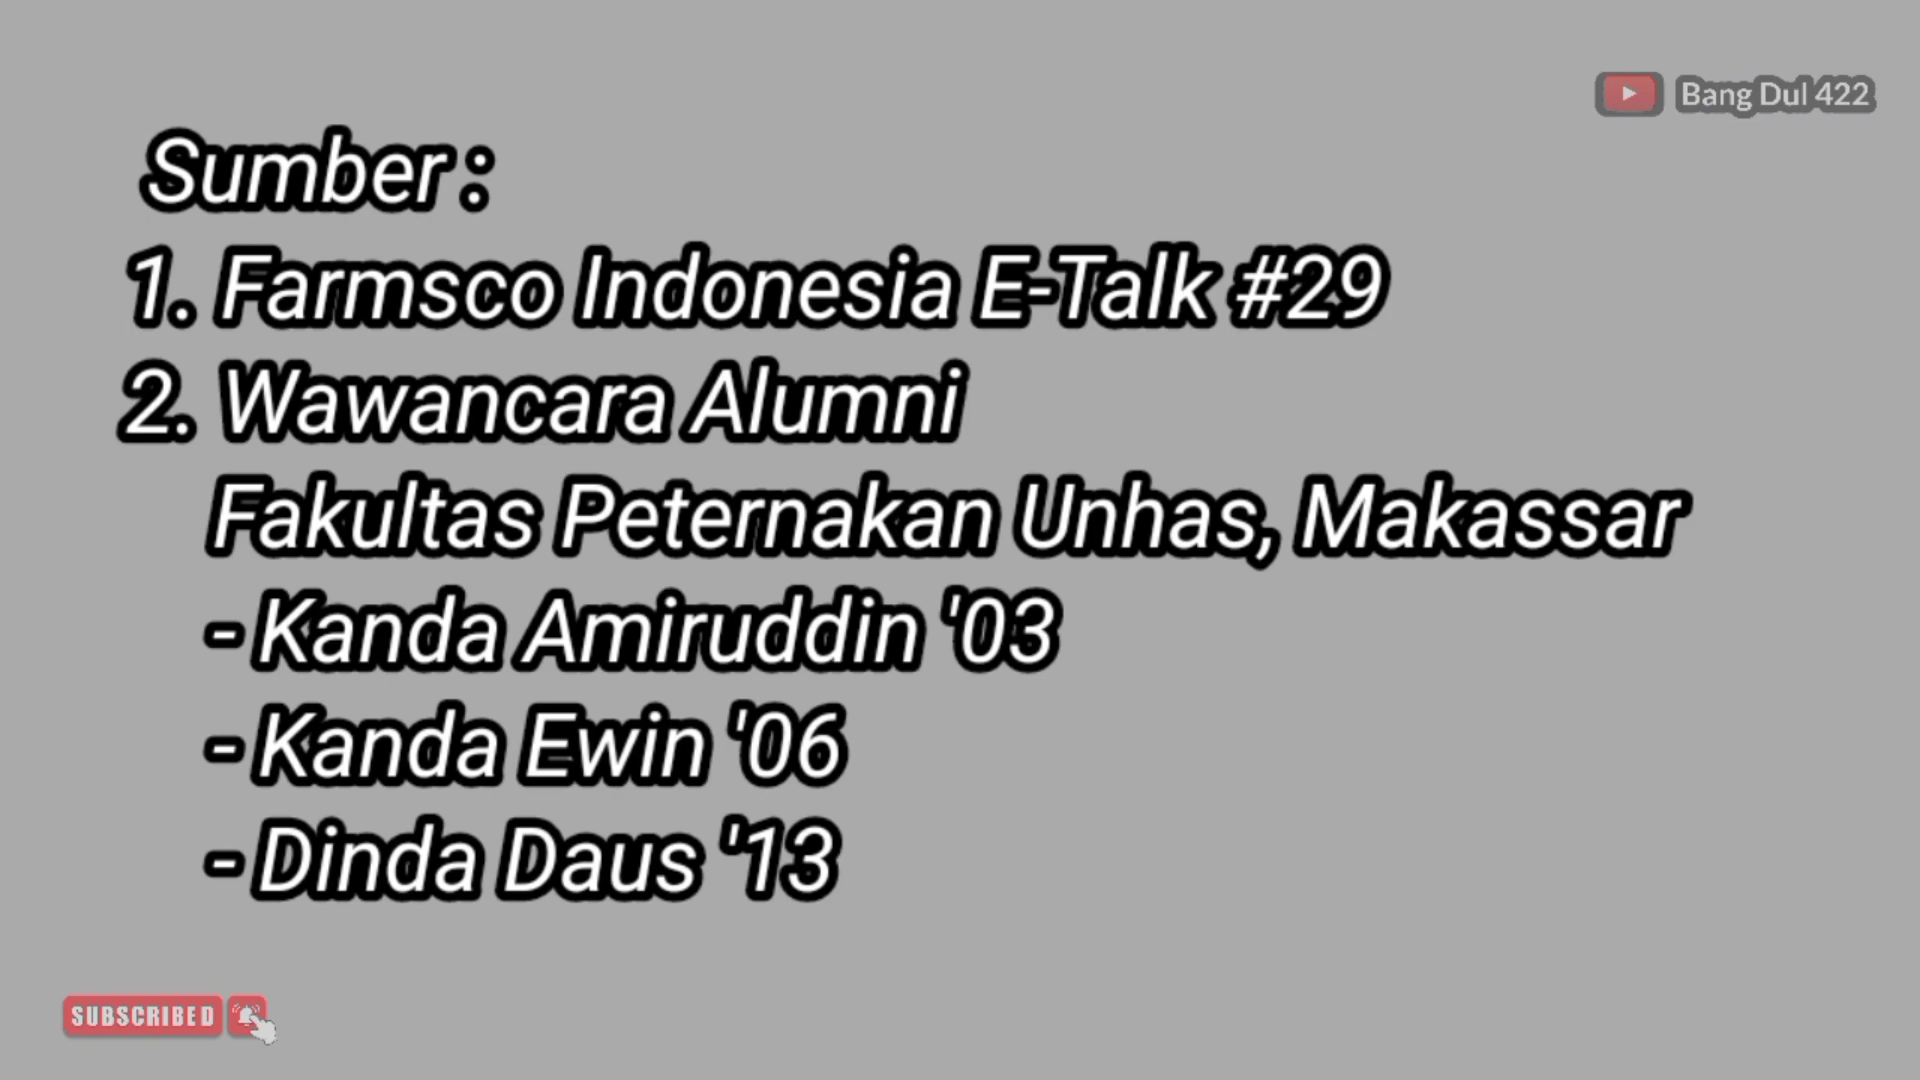 Bang Dul 422
Sumber :
1. Farmsco Indonesia E-Talk #29
2. Wawancara Alumni
Fakultas Peternakan Unhas, Makassar
- Kanda Amiruddin '03
- Kanda Ewin '06
- Dinda Daus '13
SUBSCRIBED